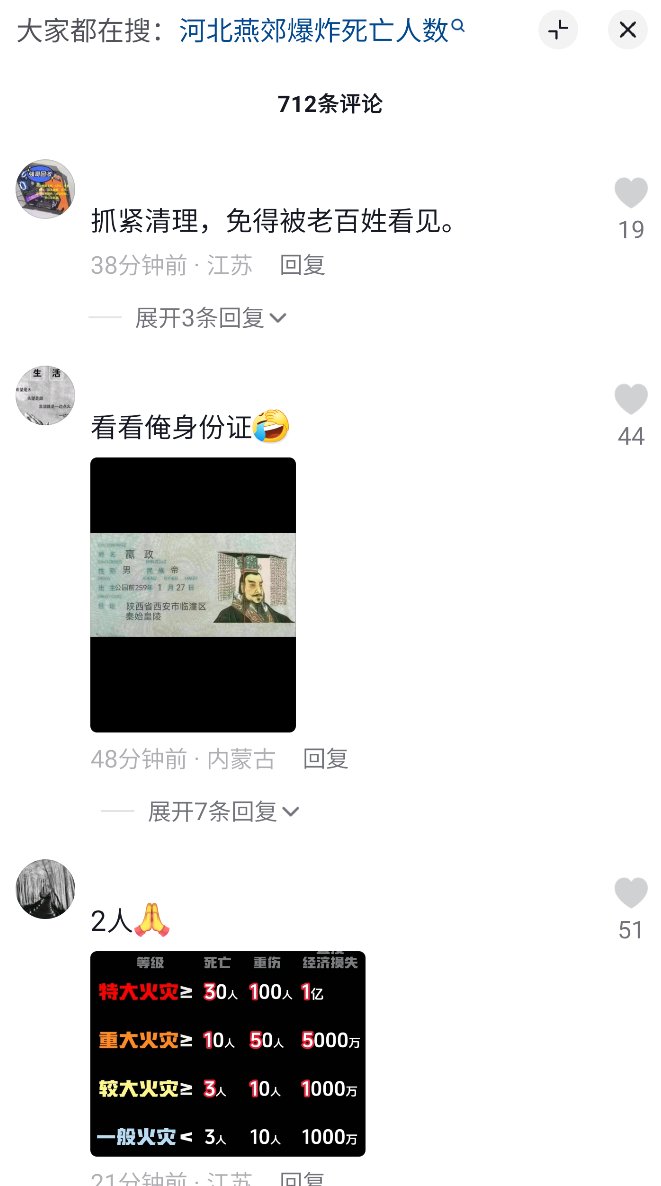 大家都在搜：河北燕郊爆炸死亡人数
712条评论
抓紧清理，免得被老百姓看见。
19
38分钟前 · 江苏 回复
展开3条回复
生 活
看看俺身份证🤣
44
姓 名 嬴 政
性 别 男 民 族 帝
出 生 公园前259年 1 月 27 日
住 址 陕西省西安市临潼区
秦始皇陵
48分钟前 · 内蒙古 回复
展开7条回复
2人🙏
51
等级 死亡 重伤 经济损失
特大火灾≥ 30人 100人 1亿
重大火灾≥ 10人 50人 5000万
较大火灾≥ 3人 10人 1000万
一般火灾< 3人 10人 1000万
21分钟前 · 江苏 回复